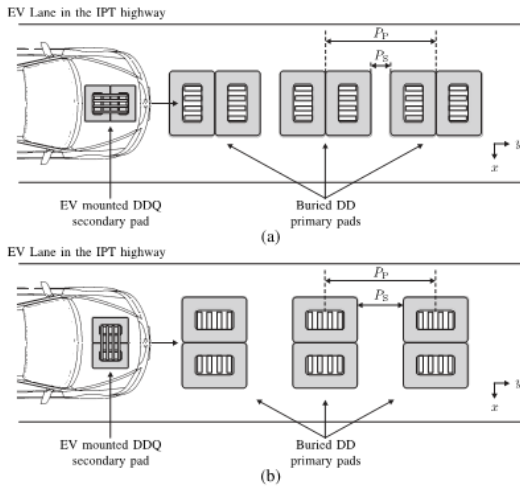 EV Lane in the IPT highway
P_P
P_S
y
x
EV mounted DDQ
secondary pad
Buried DD
primary pads
(a)
EV Lane in the IPT highway
P_P
P_S
y
x
EV mounted DDQ
secondary pad
Buried DD
primary pads
(b)